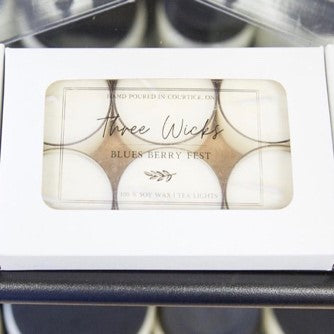 HAND POURED IN COURTICE, ON
Three Wicks
BLUES BERRY FEST
100 % SOY WAX | TEA LIGHTS